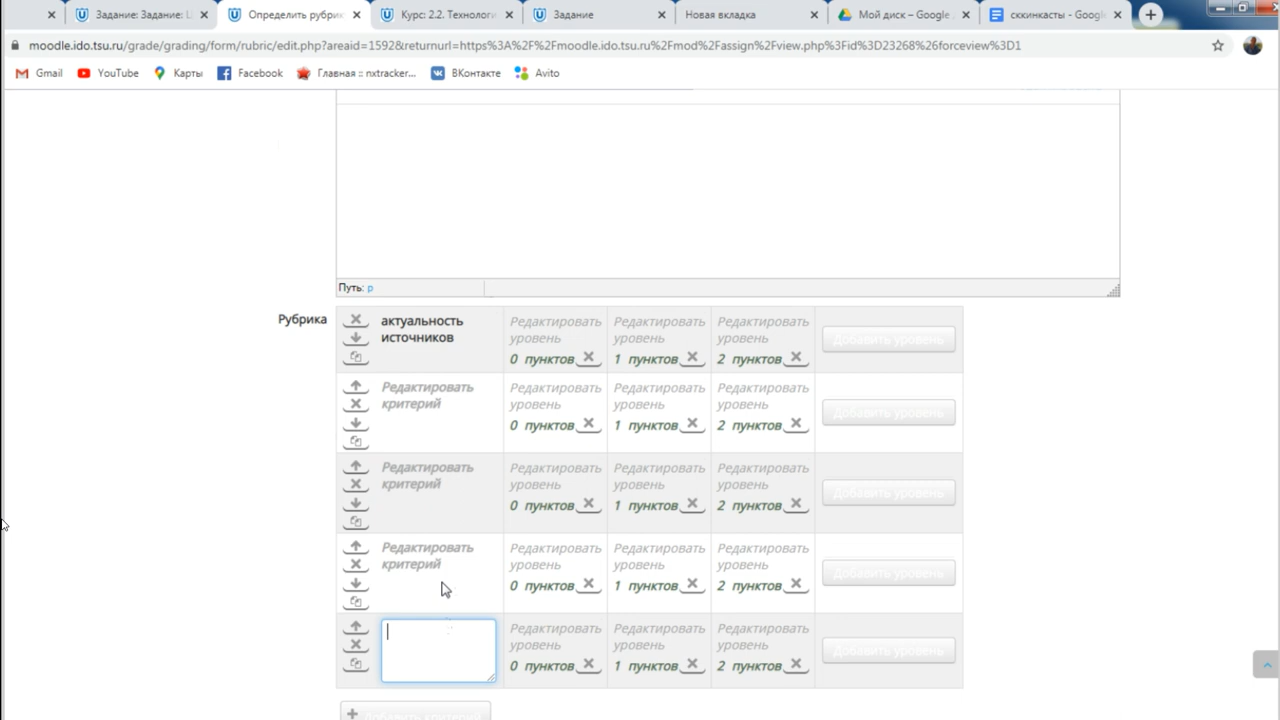 Задание: Задание: Ц
Определить рубрик
Курс: 2.2. Технологи
Задание
Новая вкладка
Мой диск – Google
сккинкасты - Google
moodle.ido.tsu.ru/grade/grading/form/rubric/edit.php?areaid=1592&returnurl=https%3A%2F%2Fmoodle.ido.tsu.ru%2Fmod%2Fassign%2Fview.php%3Fid%3D23268%26forceview%3D1
Gmail YouTube Карты Facebook Главная :: nxtracker... ВКонтакте Avito
Путь: p
Рубрика
актуальность
источников
Редактировать уровень
0 пунктов
Редактировать уровень
1 пунктов
Редактировать уровень
2 пунктов
Добавить уровень
Редактировать
критерий
Редактировать уровень
0 пунктов
Редактировать уровень
1 пунктов
Редактировать уровень
2 пунктов
Добавить уровень
Редактировать
критерий
Редактировать уровень
0 пунктов
Редактировать уровень
1 пунктов
Редактировать уровень
2 пунктов
Добавить уровень
Редактировать
критерий
Редактировать уровень
0 пунктов
Редактировать уровень
1 пунктов
Редактировать уровень
2 пунктов
Добавить уровень
Редактировать уровень
0 пунктов
Редактировать уровень
1 пунктов
Редактировать уровень
2 пунктов
Добавить уровень
Добавить критерий